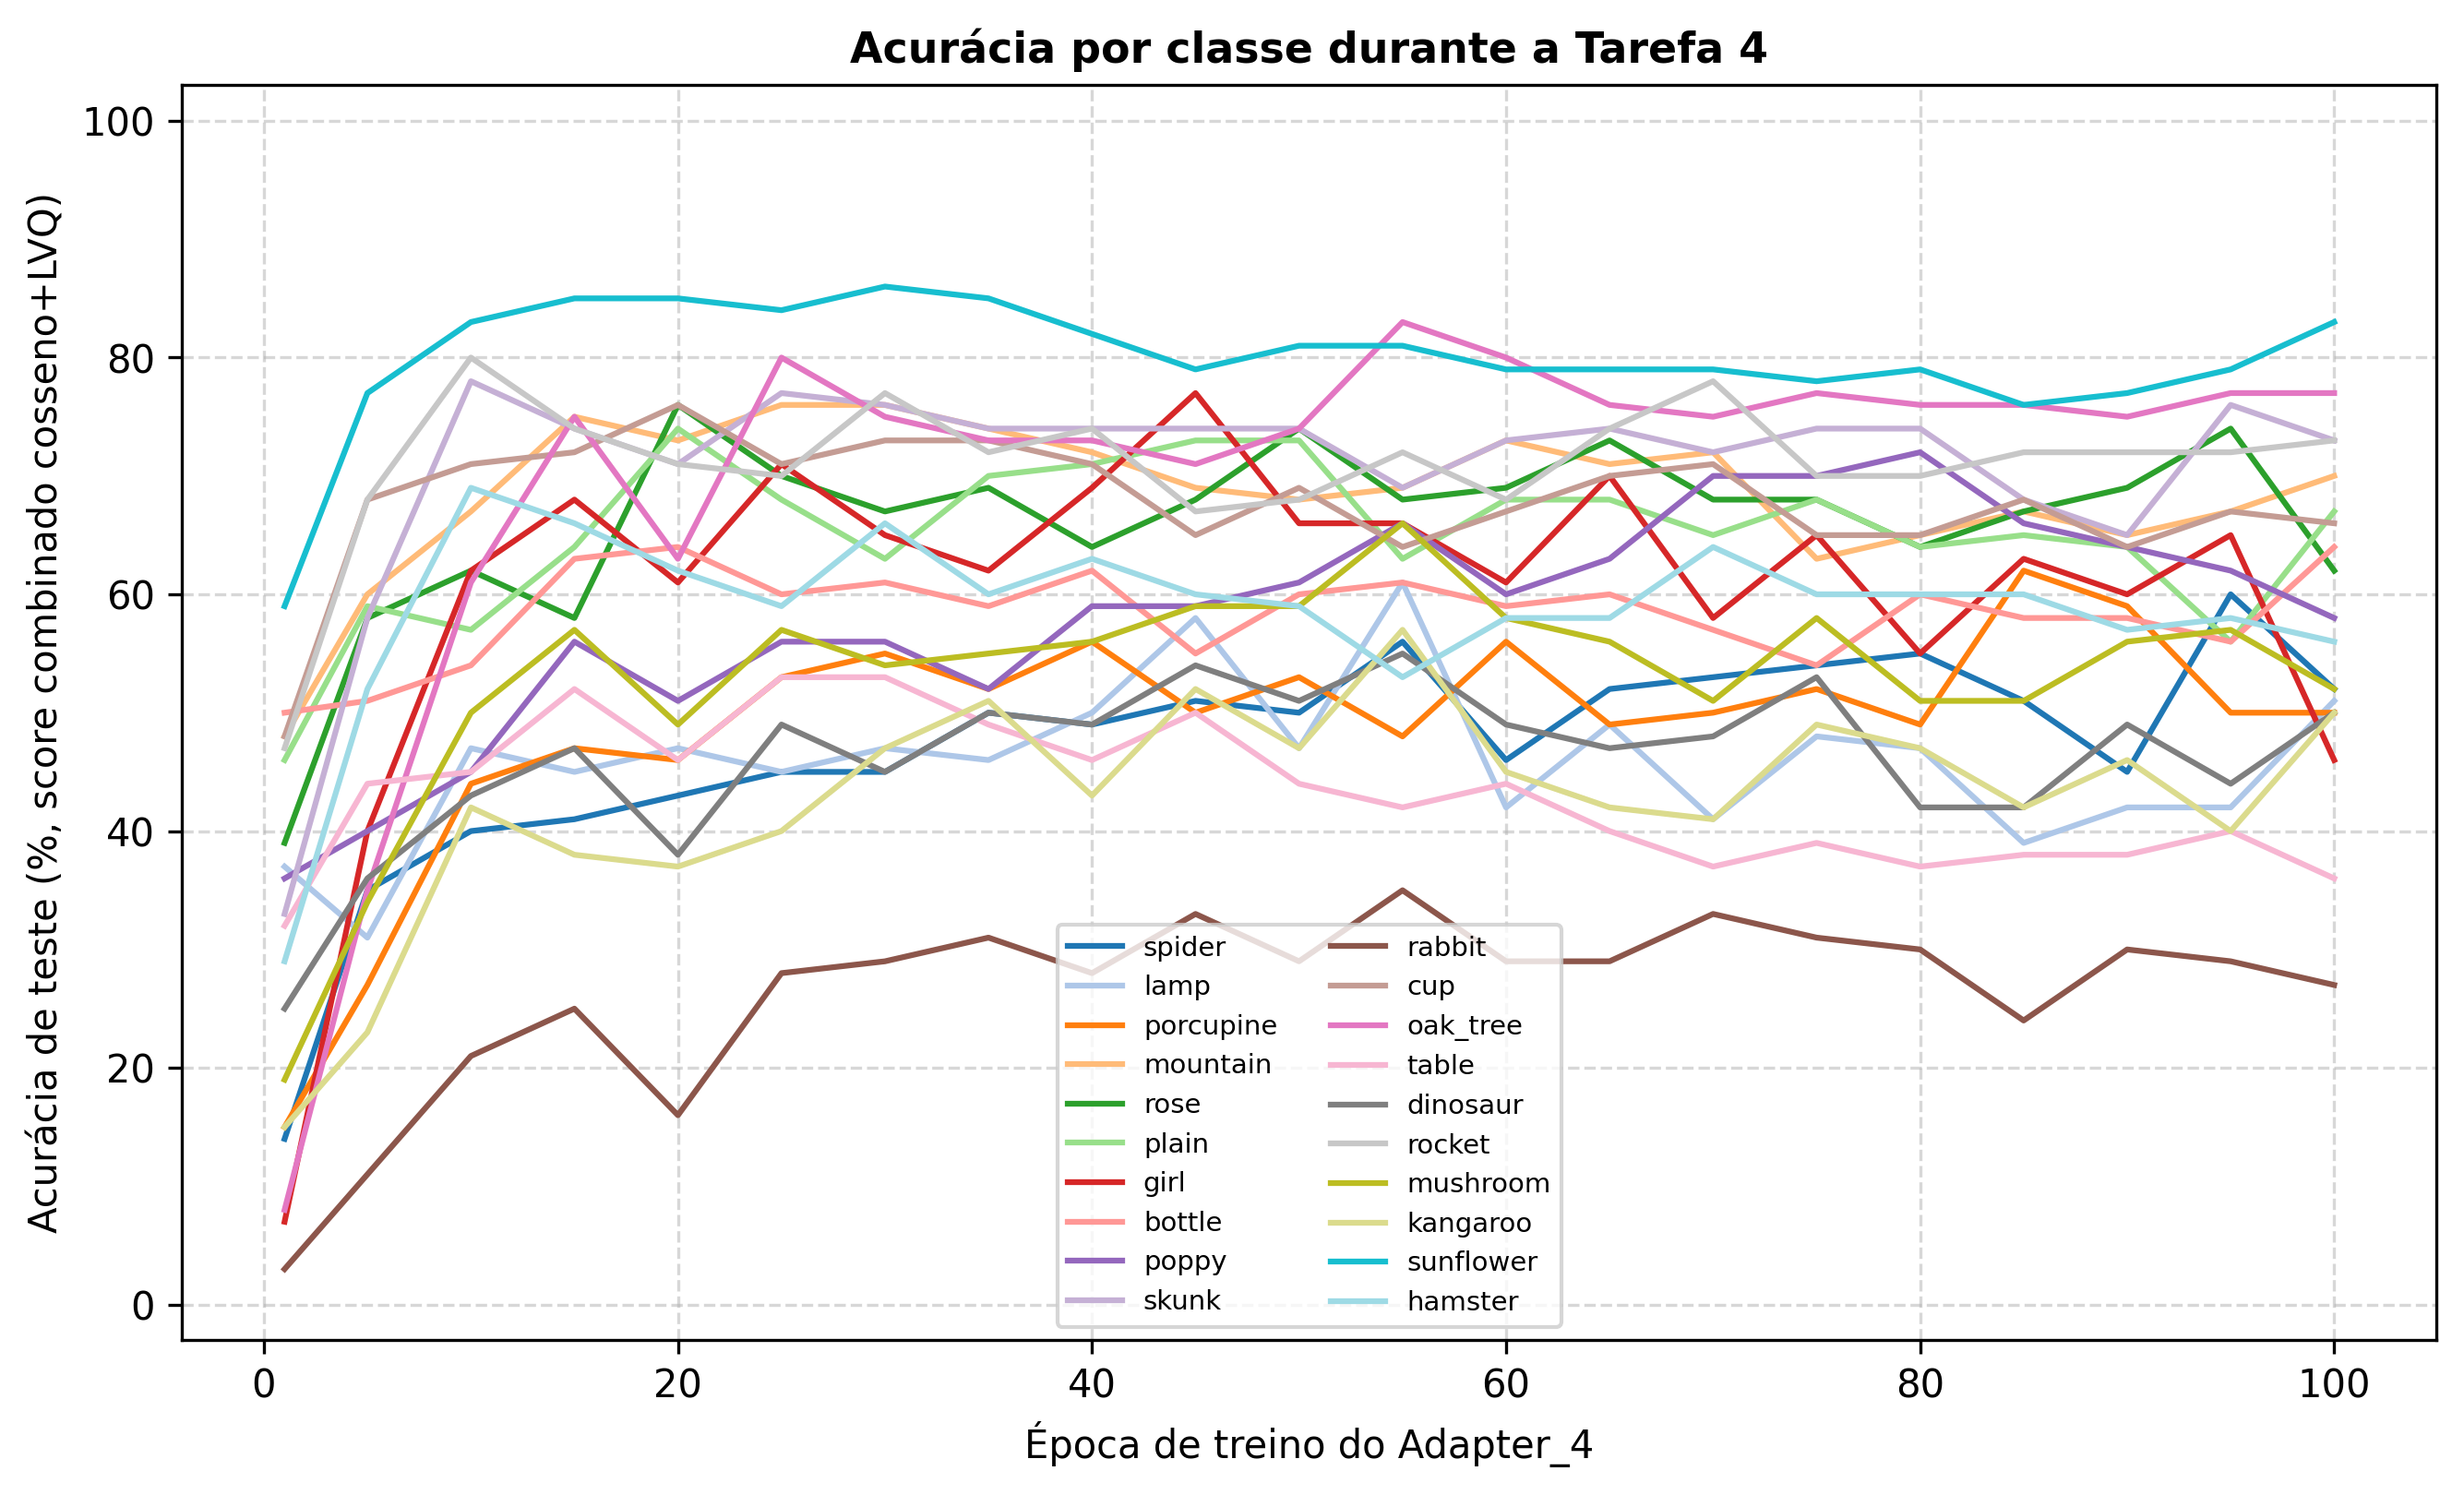 Acurácia por classe durante a Tarefa 4
Acurácia de teste (%, score combinado cosseno+LVQ)
100
80
60
40
20
0
spider
lamp
porcupine
mountain
rose
plain
girl
bottle
poppy
skunk
rabbit
cup
oak_tree
table
dinosaur
rocket
mushroom
kangaroo
sunflower
hamster
0 20 40 60 80 100
Época de treino do Adapter_4